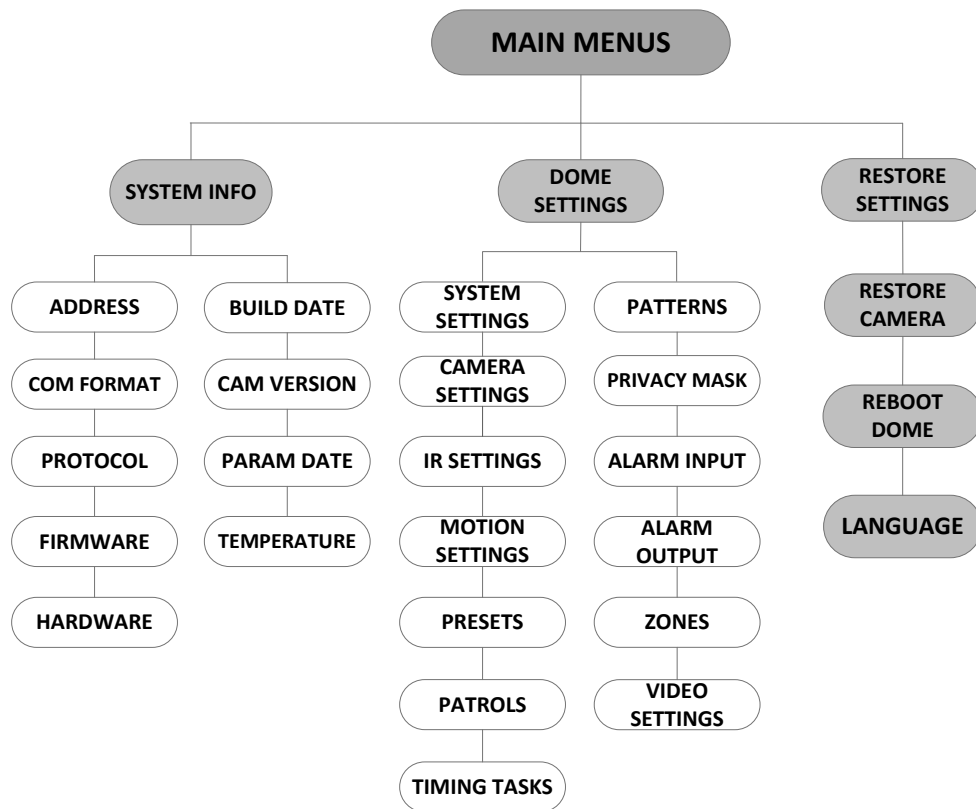 MAIN MENUS
SYSTEM INFO
ADDRESS
COM FORMAT
PROTOCOL
FIRMWARE
HARDWARE
BUILD DATE
CAM VERSION
PARAM DATE
TEMPERATURE
DOME
SETTINGS
SYSTEM
SETTINGS
CAMERA
SETTINGS
IR SETTINGS
MOTION
SETTINGS
PRESETS
PATROLS
TIMING TASKS
PATTERNS
PRIVACY MASK
ALARM INPUT
ALARM
OUTPUT
ZONES
VIDEO
SETTINGS
RESTORE
SETTINGS
RESTORE
CAMERA
REBOOT
DOME
LANGUAGE